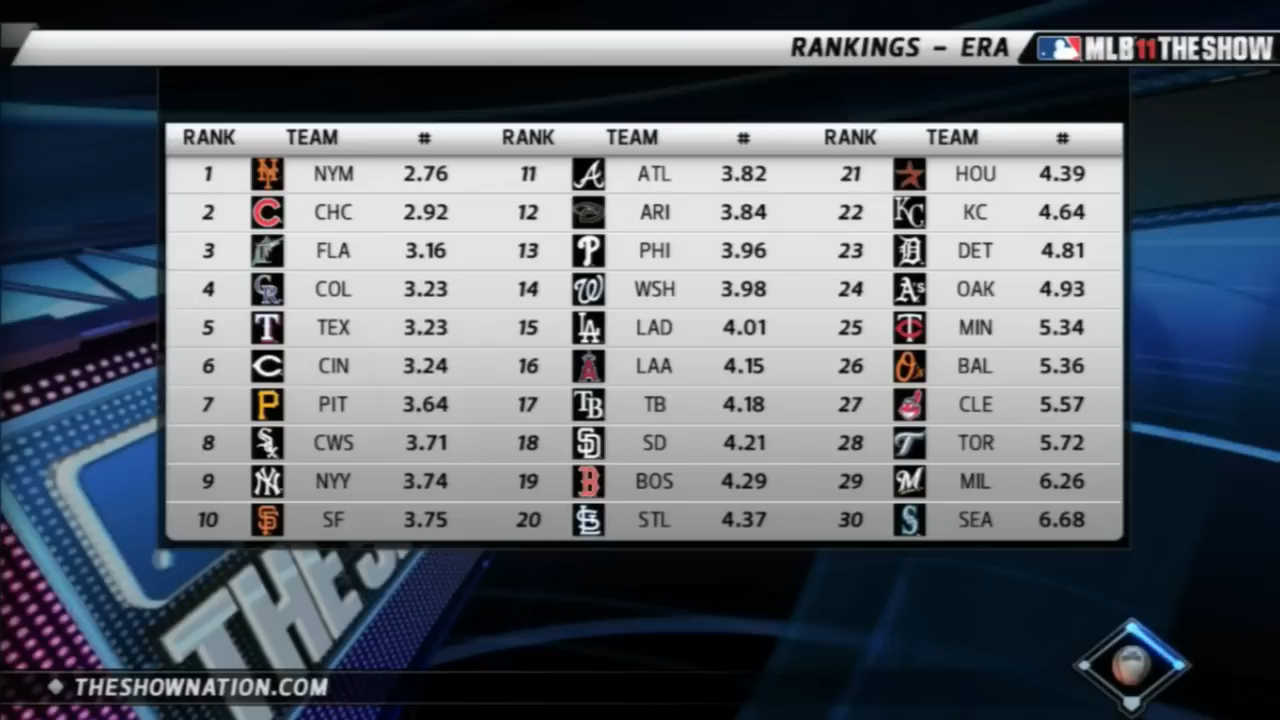 RANKINGS - ERA MLB 11 THE SHOW
RANK TEAM # RANK TEAM # RANK TEAM #
1 NYM 2.76 11 ATL 3.82 21 HOU 4.39
2 CHC 2.92 12 ARI 3.84 22 KC 4.64
3 FLA 3.16 13 PHI 3.96 23 DET 4.81
4 COL 3.23 14 WSH 3.98 24 OAK 4.93
5 TEX 3.23 15 LAD 4.01 25 MIN 5.34
6 CIN 3.24 16 LAA 4.15 26 BAL 5.36
7 PIT 3.64 17 TB 4.18 27 CLE 5.57
8 CWS 3.71 18 SD 4.21 28 TOR 5.72
9 NYY 3.74 19 BOS 4.29 29 MIL 6.26
10 SF 3.75 20 STL 4.37 30 SEA 6.68
THE S
THESHOWNATION.COM